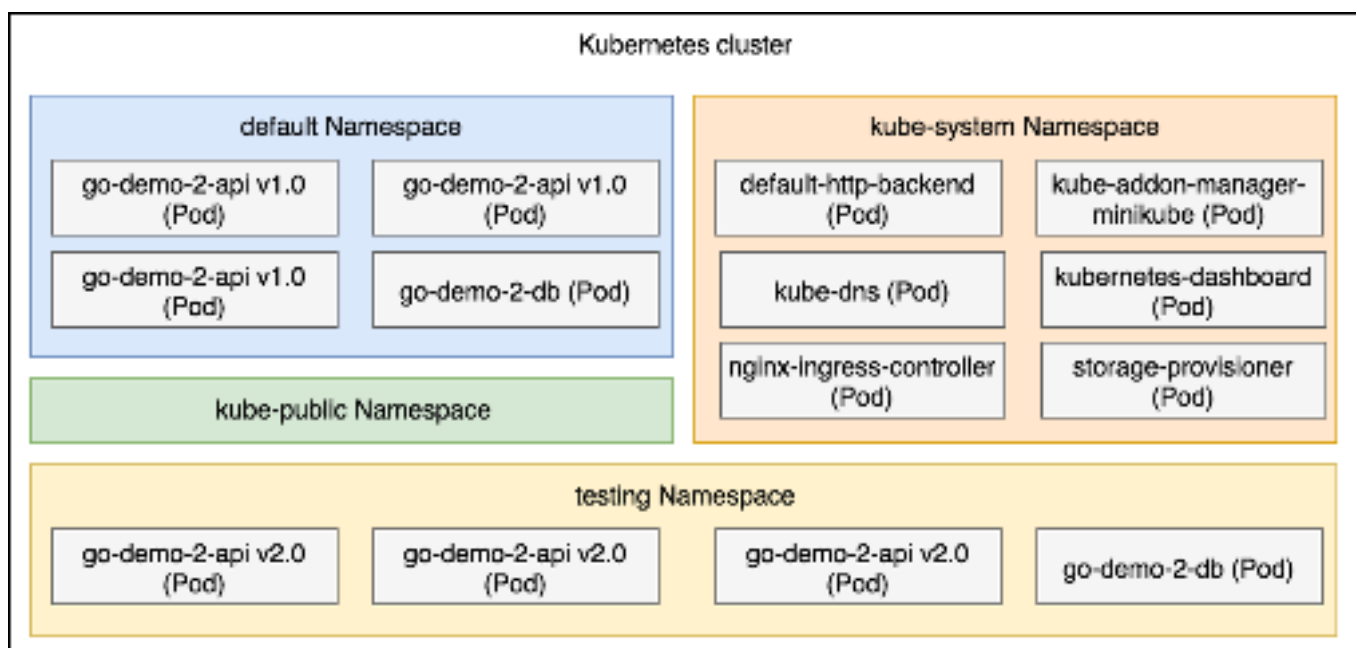 Kubernetes cluster
default Namespace
go-demo-2-api v1.0
(Pod)
go-demo-2-api v1.0
(Pod)
go-demo-2-api v1.0
(Pod)
go-demo-2-db (Pod)
kube-public Namespace
kube-system Namespace
default-http-backend
(Pod)
kube-addon-manager-
minikube (Pod)
kube-dns (Pod)
kubernetes-dashboard
(Pod)
nginx-ingress-controller
(Pod)
storage-provisioner
(Pod)
testing Namespace
go-demo-2-api v2.0
(Pod)
go-demo-2-api v2.0
(Pod)
go-demo-2-api v2.0
(Pod)
go-demo-2-db (Pod)